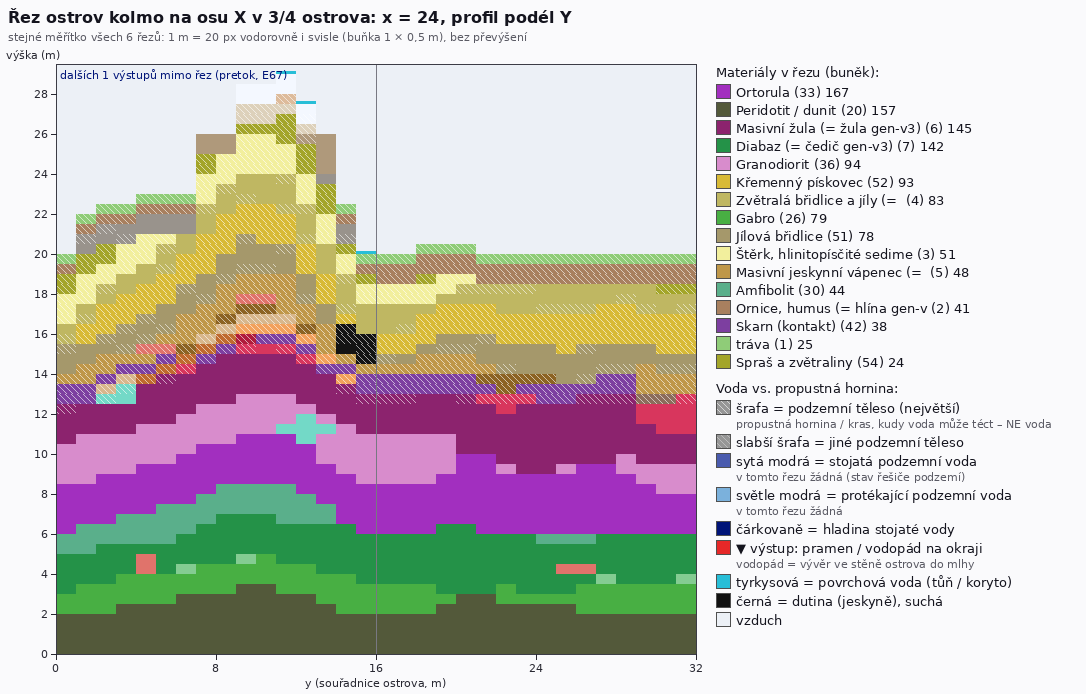 Řez ostrov kolmo na osu X v 3/4 ostrova: x = 24, profil podél Y
stejné měřítko všech 6 řezů: 1 m = 20 px vodorovně i svisle (buňka 1 × 0,5 m), bez převýšení
výška (m)
dalších 1 výstupů mimo řez (pretok, E67)
28
26
24
22
20
18
16
14
12
10
8
6
4
2
0
0
8
16
24
32
y (souřadnice ostrova, m)
Materiály v řezu (buněk):
Ortorula (33) 167
Peridotit / dunit (20) 157
Masivní žula (= žula gen-v3) (6) 145
Diabaz (= čedič gen-v3) (7) 142
Granodiorit (36) 94
Křemenný pískovec (52) 93
Zvětralá břidlice a jíly (=  (4) 83
Gabro (26) 79
Jílová břidlice (51) 78
Štěrk, hlinitopísčité sedime (3) 51
Masivní jeskynní vápenec (=  (5) 48
Amfibolit (30) 44
Ornice, humus (= hlína gen-v (2) 41
Skarn (kontakt) (42) 38
tráva (1) 25
Spraš a zvětraliny (54) 24
Voda vs. propustná hornina:
šrafa = podzemní těleso (největší)
propustná hornina / kras, kudy voda může téct – NE voda
slabší šrafa = jiné podzemní těleso
sytá modrá = stojatá podzemní voda
v tomto řezu žádná (stav řešiče podzemí)
světle modrá = protékající podzemní voda
v tomto řezu žádná
čárkovaně = hladina stojaté vody
▼ výstup: pramen / vodopád na okraji
vodopád = vývěr ve stěně ostrova do mlhy
tyrkysová = povrchová voda (tůň / koryto)
černá = dutina (jeskyně), suchá
vzduch